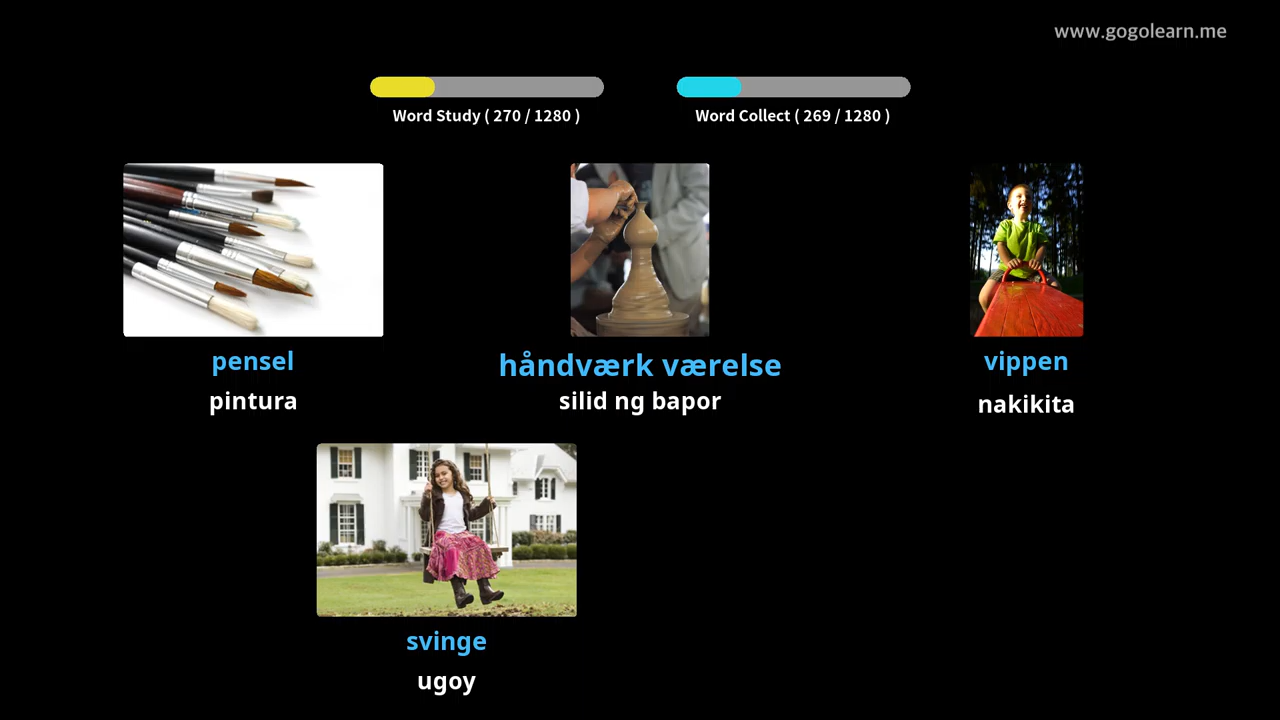 www.gogolearn.me
Word Study ( 270 / 1280 )
Word Collect ( 269 / 1280 )
pensel
pintura
håndværk værelse
silid ng bapor
vippen
nakikita
svinge
ugoy